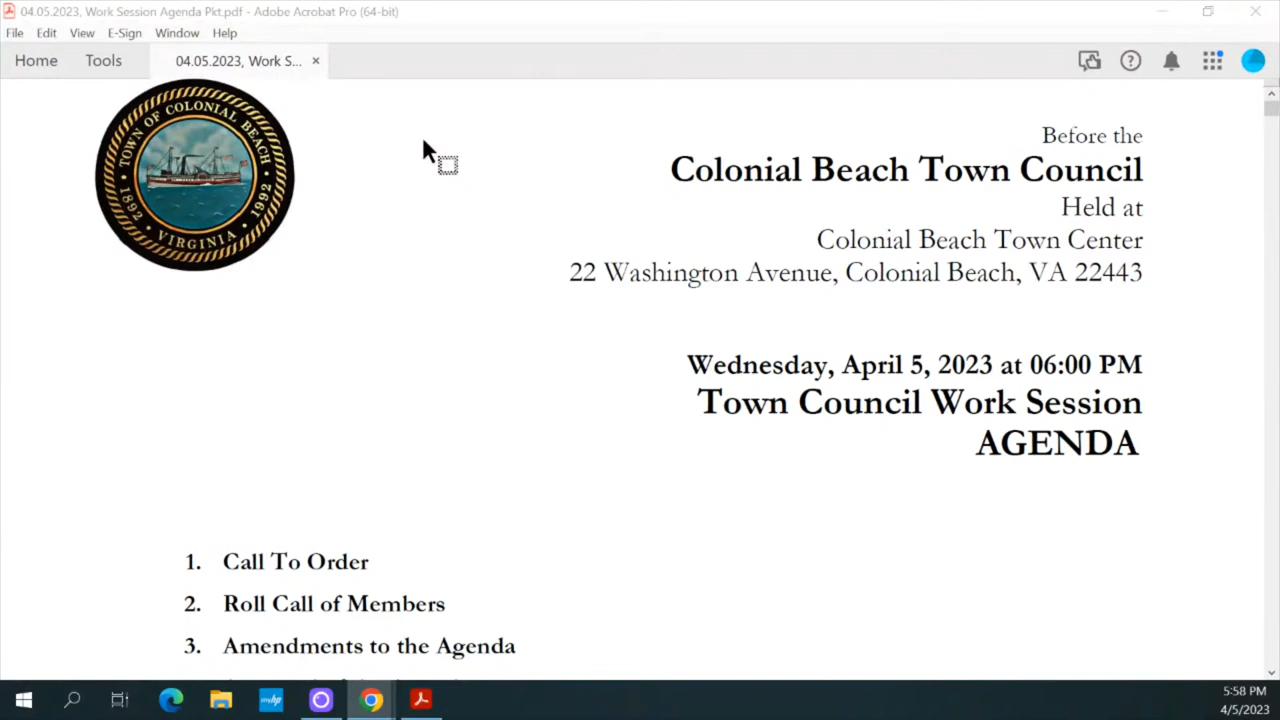 04.05.2023, Work Session Agenda Pkt.pdf - Adobe Acrobat Pro (64-bit)
File Edit View E-Sign Window Help
Home Tools 04.05.2023, Work S... ×
TOWN OF COLONIAL BEACH
1892 • VIRGINIA • 1992
Before the
Colonial Beach Town Council
Held at
Colonial Beach Town Center
22 Washington Avenue, Colonial Beach, VA 22443
Wednesday, April 5, 2023 at 06:00 PM
Town Council Work Session
AGENDA
1. Call To Order
2. Roll Call of Members
3. Amendments to the Agenda
myhp
5:58 PM
4/5/2023